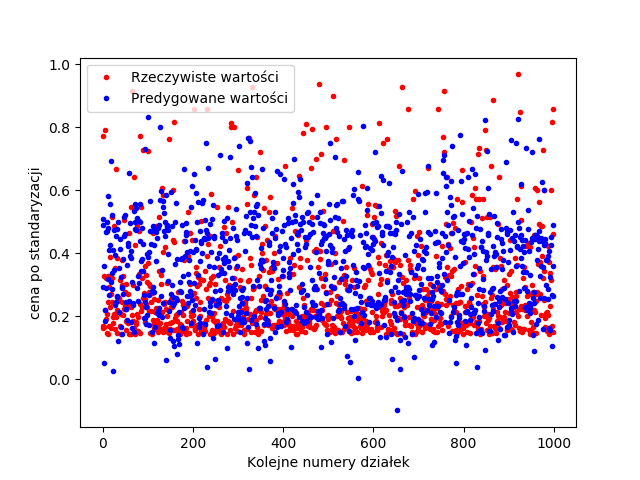 1.0
0.8
0.6
0.4
0.2
0.0
cena po standaryzacji
Rzeczywiste wartości
Predygowane wartości
0 200 400 600 800 1000
Kolejne numery działek